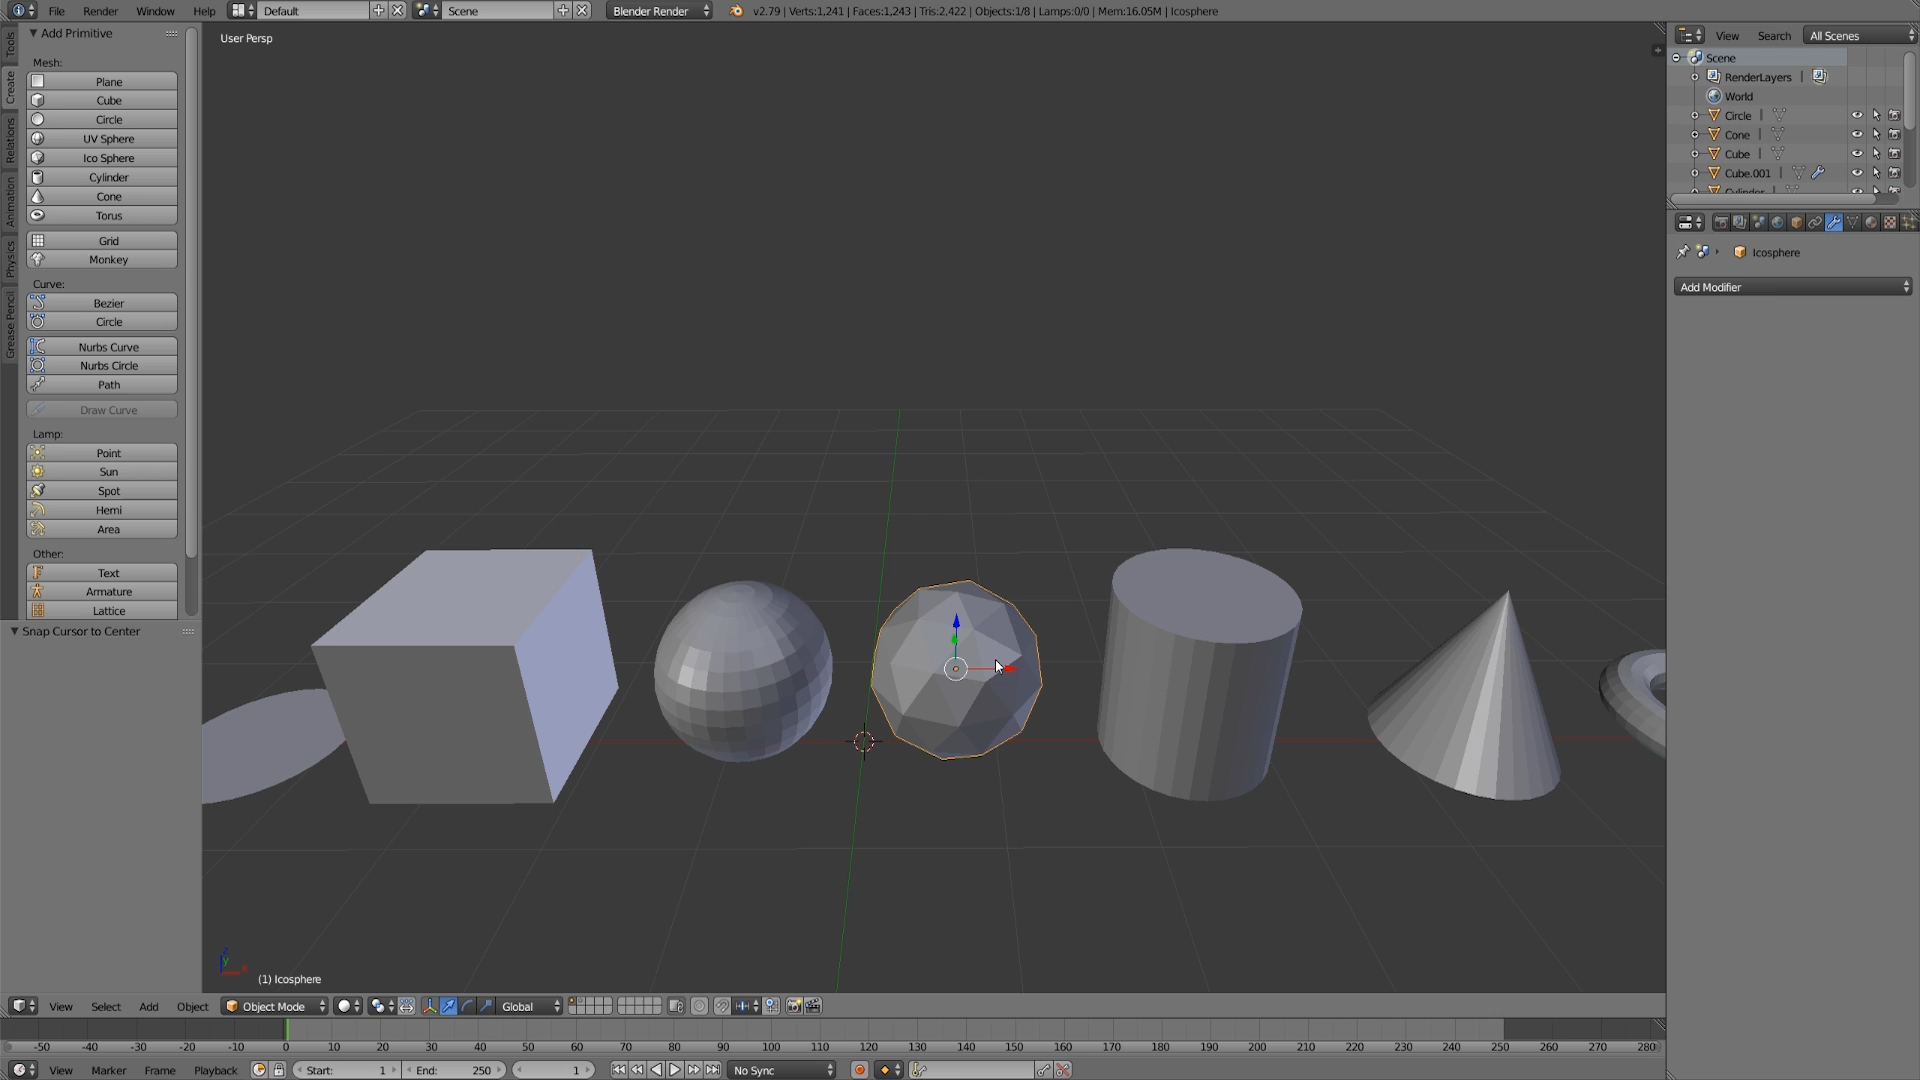 File Render Window Help Default Scene Blender Render v2.79 | Verts:1,241 | Faces:1,243 | Tris:2,422 | Objects:1/8 | Lamps:0/0 | Mem:16.05M | Icosphere
Tools
Create
Relations
Animation
Physics
Grease Pencil
Add Primitive
Mesh:
Plane
Cube
Circle
UV Sphere
Ico Sphere
Cylinder
Cone
Torus
Grid
Monkey
Curve:
Bezier
Circle
Nurbs Curve
Nurbs Circle
Path
Draw Curve
Lamp:
Point
Sun
Spot
Hemi
Area
Other:
Text
Armature
Lattice
Snap Cursor to Center
User Persp
z
y
x
(1) Icosphere
View Search All Scenes
Scene
RenderLayers |
World
Circle |
Cone |
Cube |
Cube.001 |
Cylinder |
Icosphere
Add Modifier
View Select Add Object Object Mode Global
-50 -40 -30 -20 -10 0 10 20 30 40 50 60 70 80 90 100 110 120 130 140 150 160 170 180 190 200 210 220 230 240 250 260 270 280
View Marker Frame Playback Start: 1 End: 250 1 No Sync